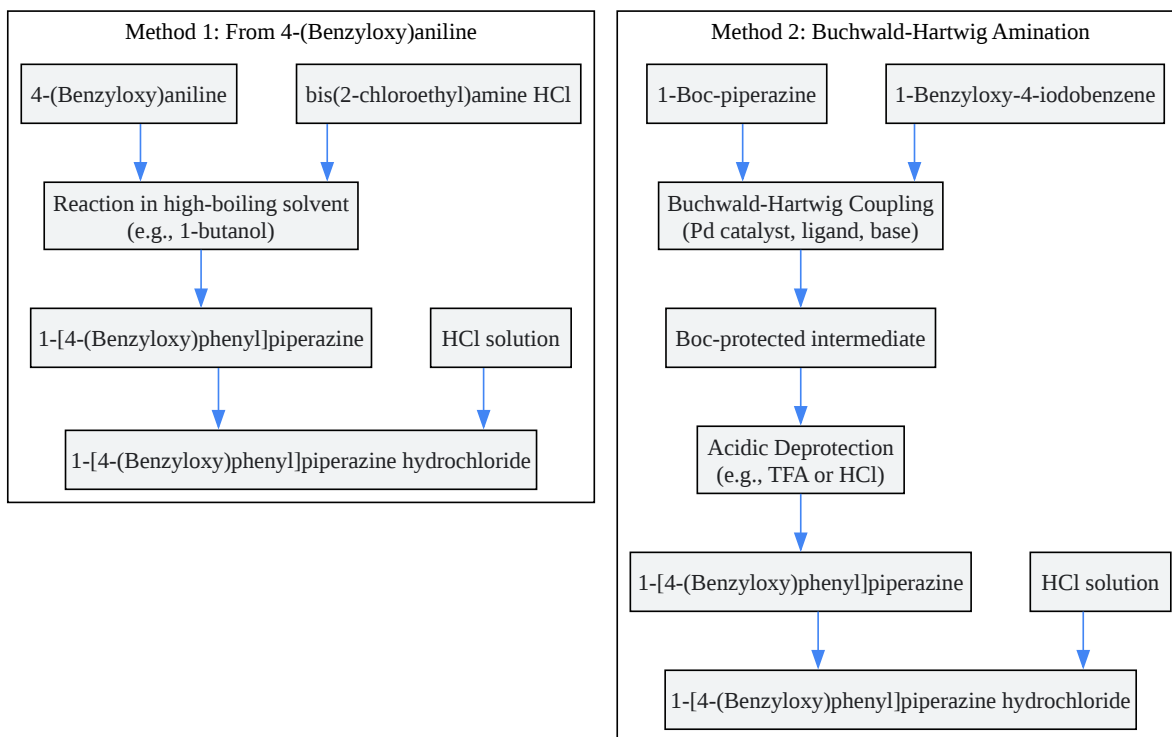 Method 1: From 4-(Benzyloxy)aniline
4-(Benzyloxy)aniline
bis(2-chloroethyl)amine HCl
Reaction in high-boiling solvent
(e.g., 1-butanol)
1-[4-(Benzyloxy)phenyl]piperazine
HCl solution
1-[4-(Benzyloxy)phenyl]piperazine hydrochloride
Method 2: Buchwald-Hartwig Amination
1-Boc-piperazine
1-Benzyloxy-4-iodobenzene
Buchwald-Hartwig Coupling
(Pd catalyst, ligand, base)
Boc-protected intermediate
Acidic Deprotection
(e.g., TFA or HCl)
1-[4-(Benzyloxy)phenyl]piperazine
HCl solution
1-[4-(Benzyloxy)phenyl]piperazine hydrochloride